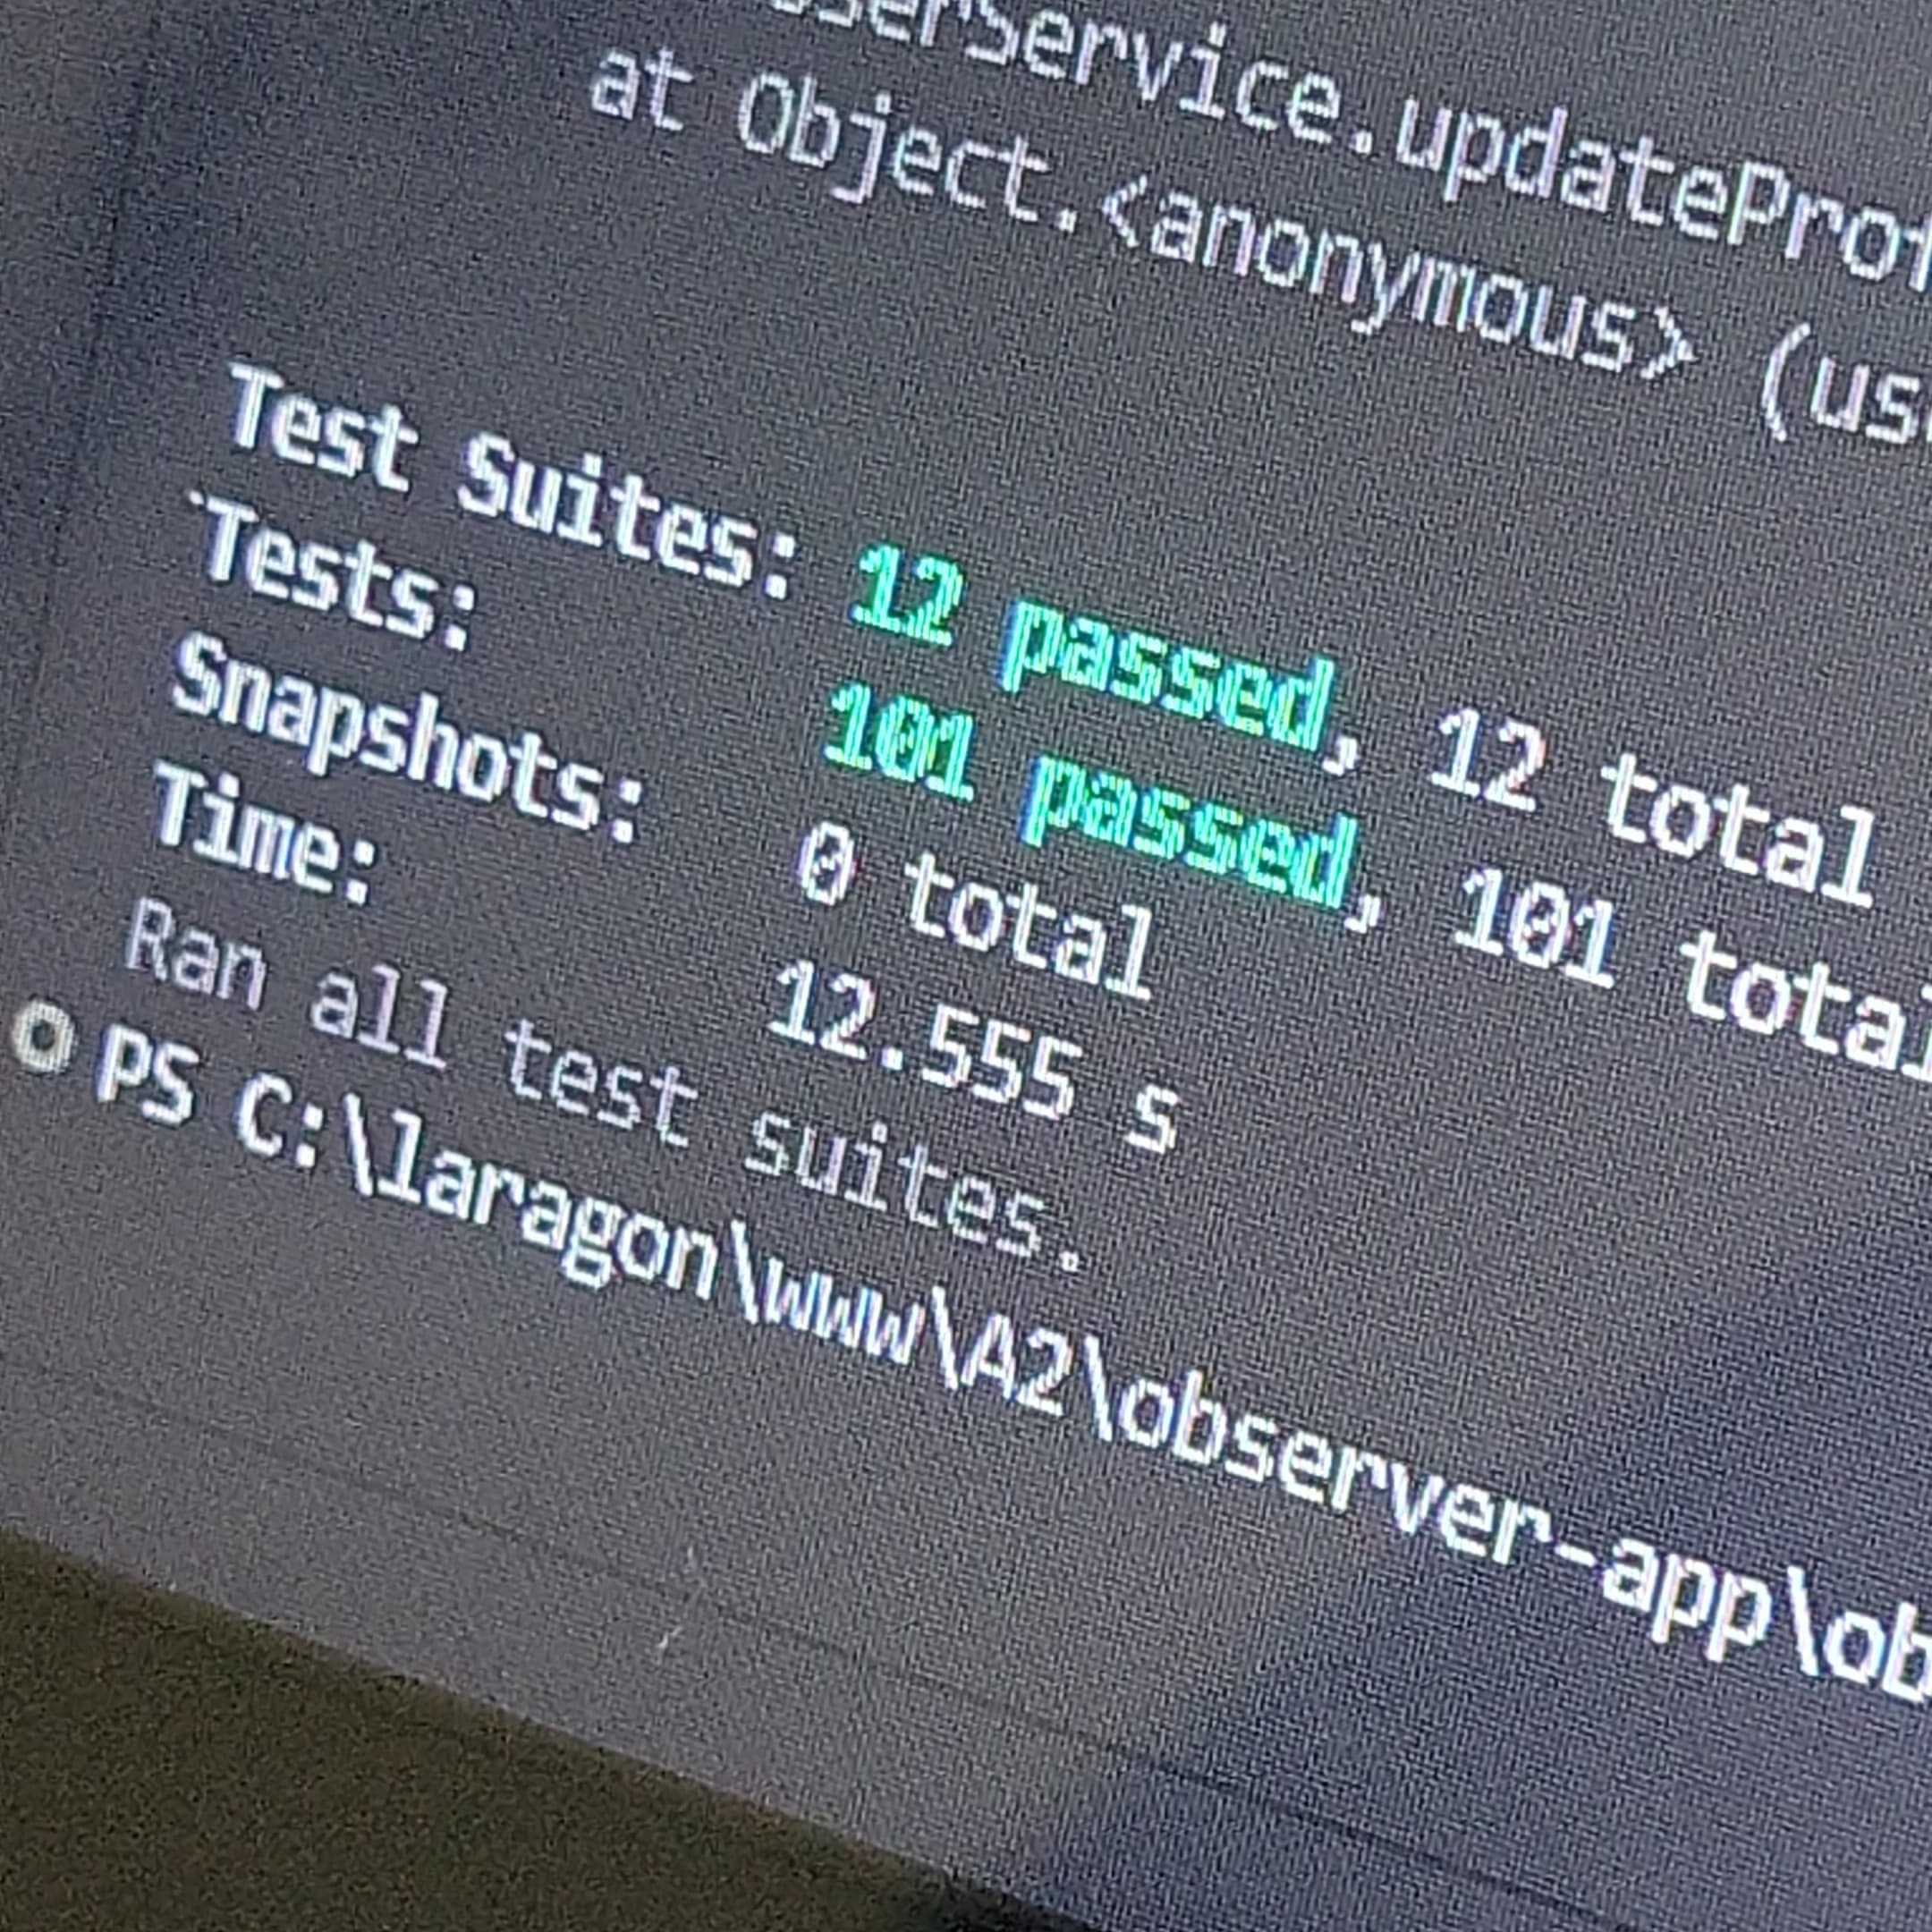 Service.updateProf
at Object.<anonymous> (us
Test Suites: 12 passed, 12 total
Tests: 101 passed, 101 total
Snapshots: 0 total
Time: 12.555 s
Ran all test suites.
PS C:\laragon\www\A2\observer-app\ob